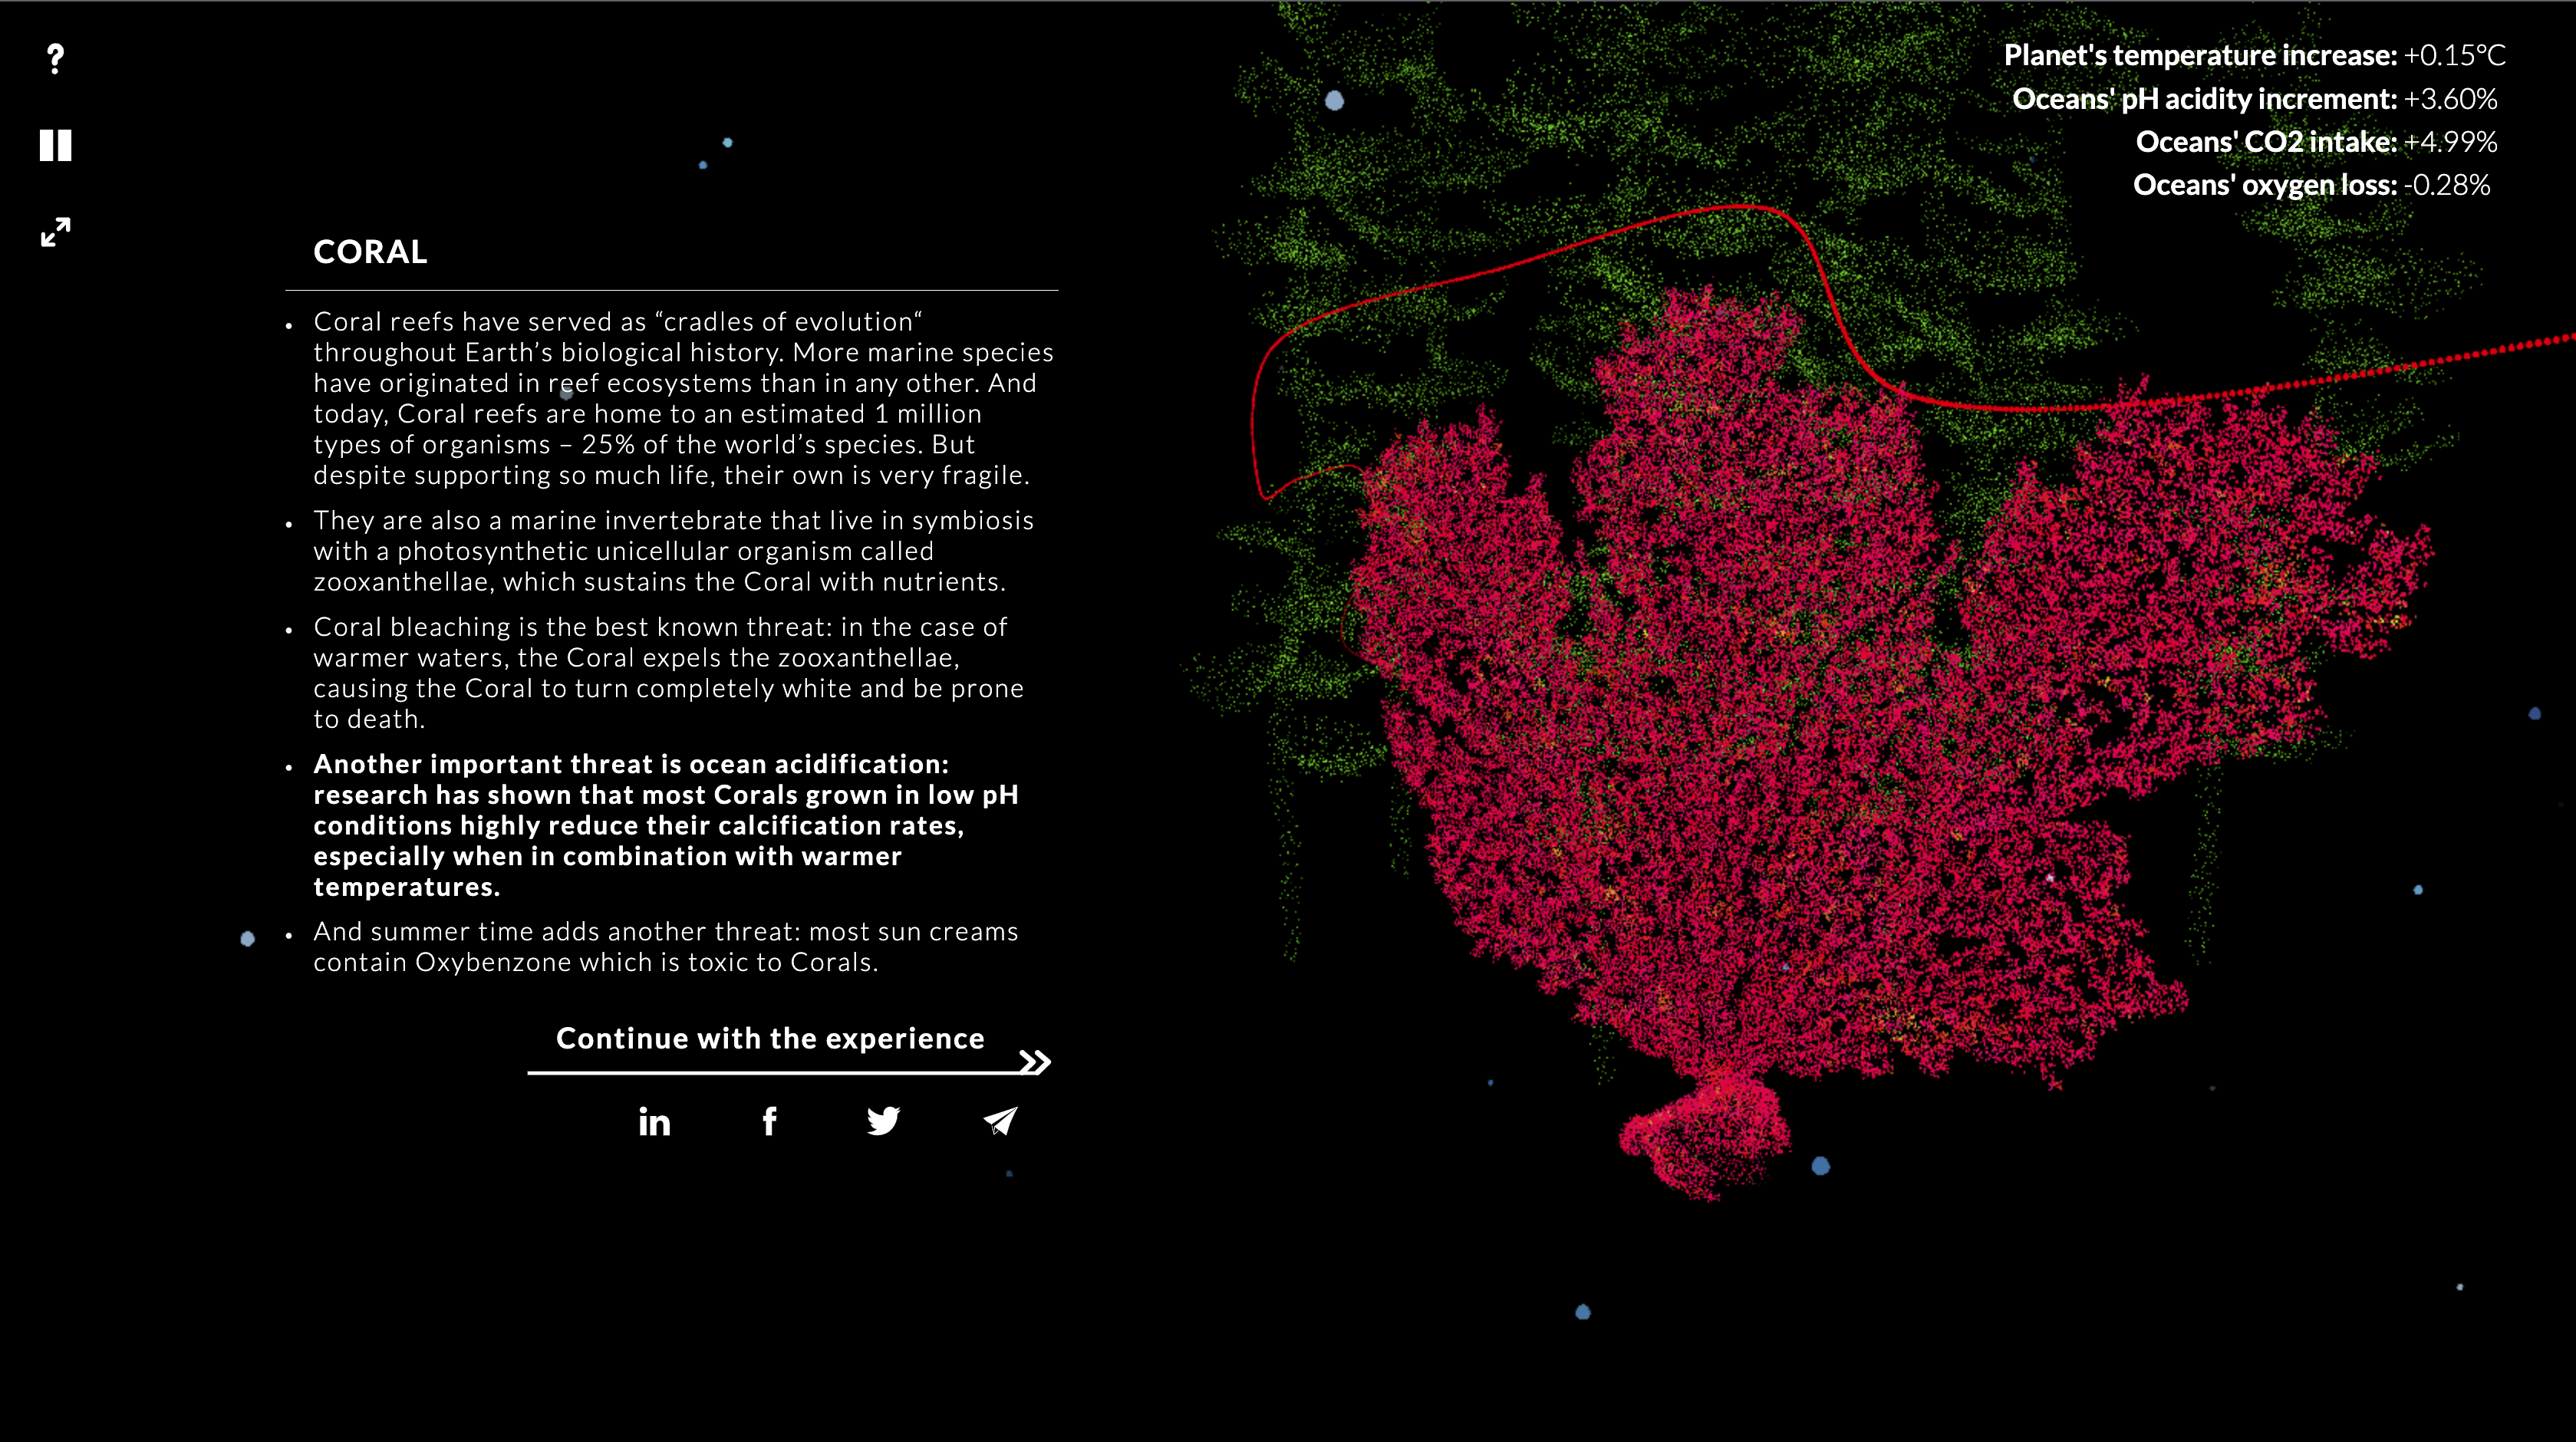 Planet's temperature increase: +0.15°C
Oceans' pH acidity increment: +3.60%
Oceans' CO2 intake: +4.99%
Oceans' oxygen loss: -0.28%
CORAL
• Coral reefs have served as “cradles of evolution“
throughout Earth’s biological history. More marine species
have originated in reef ecosystems than in any other. And
today, Coral reefs are home to an estimated 1 million
types of organisms – 25% of the world’s species. But
despite supporting so much life, their own is very fragile.
• They are also a marine invertebrate that live in symbiosis
with a photosynthetic unicellular organism called
zooxanthellae, which sustains the Coral with nutrients.
• Coral bleaching is the best known threat: in the case of
warmer waters, the Coral expels the zooxanthellae,
causing the Coral to turn completely white and be prone
to death.
• Another important threat is ocean acidification:
research has shown that most Corals grown in low pH
conditions highly reduce their calcification rates,
especially when in combination with warmer
temperatures.
• And summer time adds another threat: most sun creams
contain Oxybenzone which is toxic to Corals.
Continue with the experience